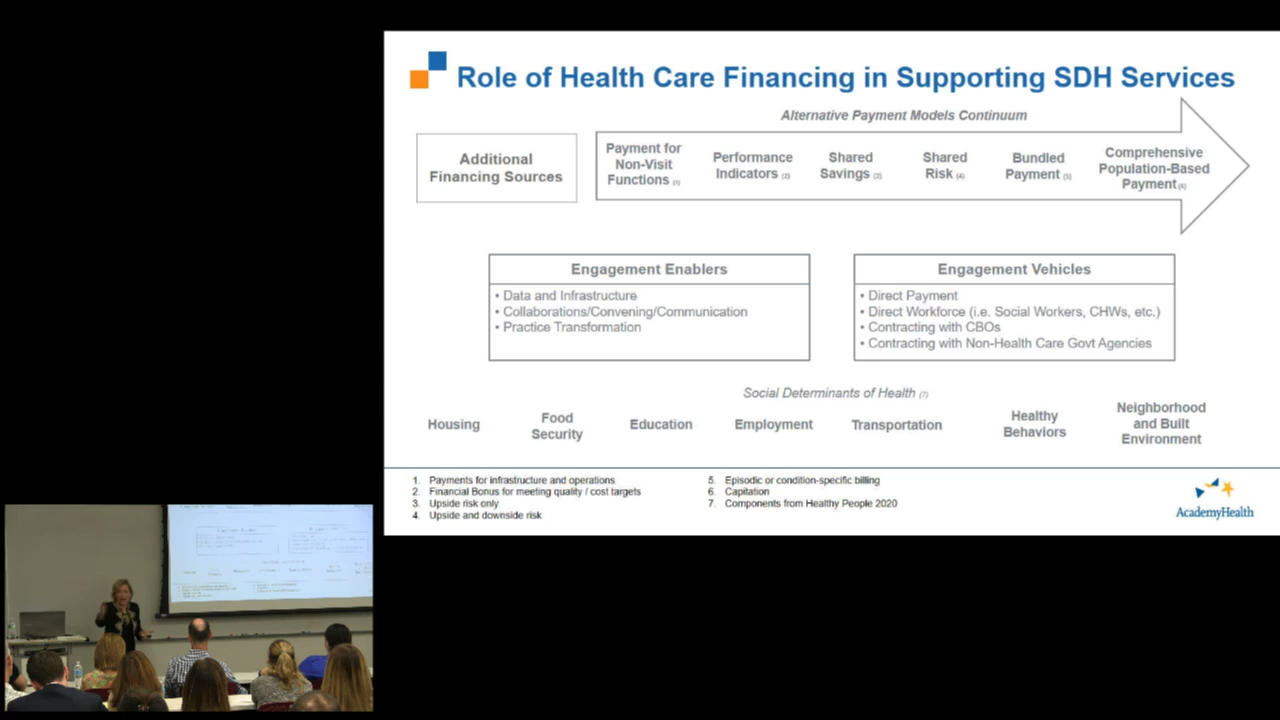 Role of Health Care Financing in Supporting SDH Services
Alternative Payment Models Continuum
Additional
Financing Sources
Payment for
Non-Visit
Functions (1)
Performance
Indicators (2)
Shared
Savings (2)
Shared
Risk (4)
Bundled
Payment (5)
Comprehensive
Population-Based
Payment (6)
Engagement Enablers
• Data and Infrastructure
• Collaborations/Convening/Communication
• Practice Transformation
Engagement Vehicles
• Direct Payment
• Direct Workforce (i.e. Social Workers, CHWs, etc.)
• Contracting with CBOs
• Contracting with Non-Health Care Govt Agencies
Social Determinants of Health (7)
Housing
Food
Security
Education
Employment
Transportation
Healthy
Behaviors
Neighborhood
and Built
Environment
1. Payments for infrastructure and operations
2. Financial Bonus for meeting quality / cost targets
3. Upside risk only
4. Upside and downside risk
5. Episodic or condition-specific billing
6. Capitation
7. Components from Healthy People 2020
AcademyHealth